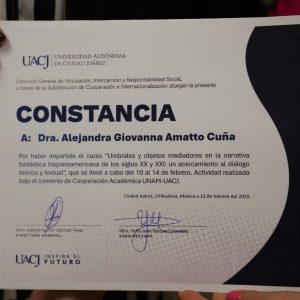 UACJ
UNIVERSIDAD AUTÓNOMA
DE CIUDAD JUÁREZ
Dirección General de Vinculación, Intercambio y Responsabilidad Social,
a través de la Subdirección de Cooperación e Internacionalización otorgan la presente
CONSTANCIA
A: Dra. Alejandra Giovanna Amatto Cuña
Por haber impartido el curso "Umbrales y objetos mediadores en la narrativa
fantástica hispanoamericana de los siglos XX y XXI: un acercamiento al diálogo
teórico y textual", que se llevó a cabo del 10 al 14 de febrero. Actividad realizada
bajo el convenio de Cooperación Académica UNAM-UACJ.
Ciudad Juárez, Chihuahua, México a 13 de febrero del 2025
Sánchez Pérez
DIRECTORA GENERAL
SUBDIRECTORA
UACJ
INSPIRA EL
FUTURO